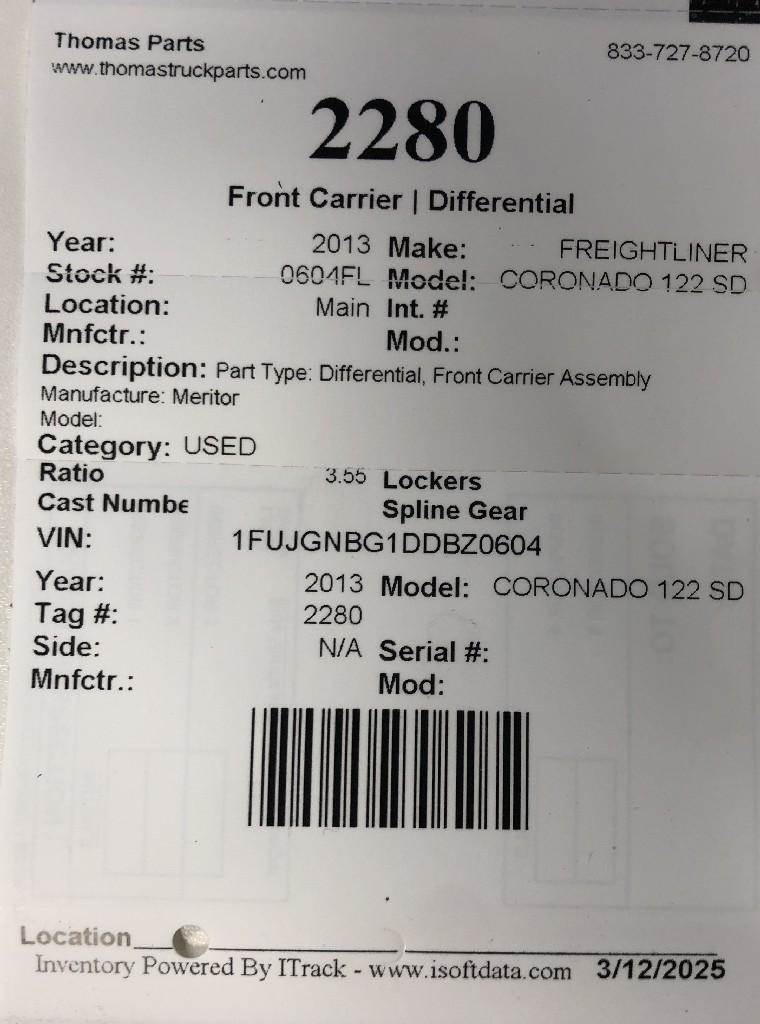 Thomas Parts 833-727-8720
www.thomastruckparts.com
2280
Front Carrier | Differential
Year: 2013 Make: FREIGHTLINER
Stock #: 0604FL Model: CORONADO 122 SD
Location: Main Int. #
Mnfctr.: Mod.:
Description: Part Type: Differential, Front Carrier Assembly
Manufacture: Meritor
Model:
Category: USED
Ratio 3.55 Lockers
Cast Numbe Spline Gear
VIN: 1FUJGNBG1DDBZ0604
Year: 2013 Model: CORONADO 122 SD
Tag #: 2280
Side: N/A Serial #:
Mnfctr.: Mod:
Location
Inventory Powered By ITrack - www.isoftdata.com 3/12/2025